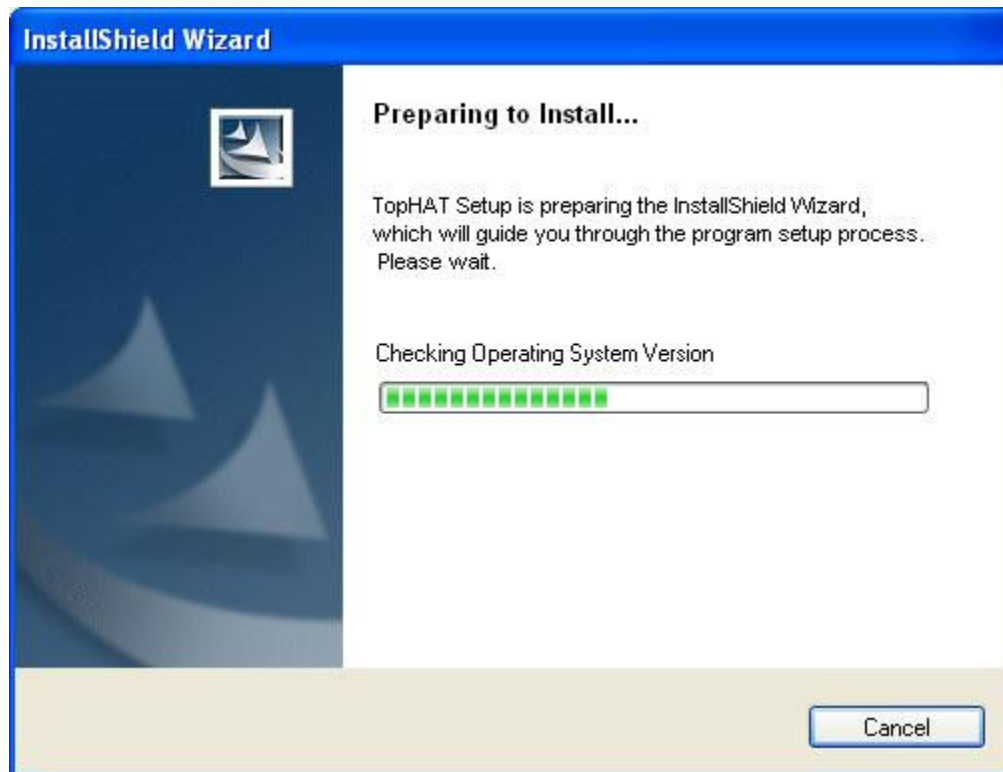 InstallShield Wizard
Preparing to Install...
TopHAT Setup is preparing the InstallShield Wizard,
which will guide you through the program setup process.
Please wait.
Checking Operating System Version
Cancel